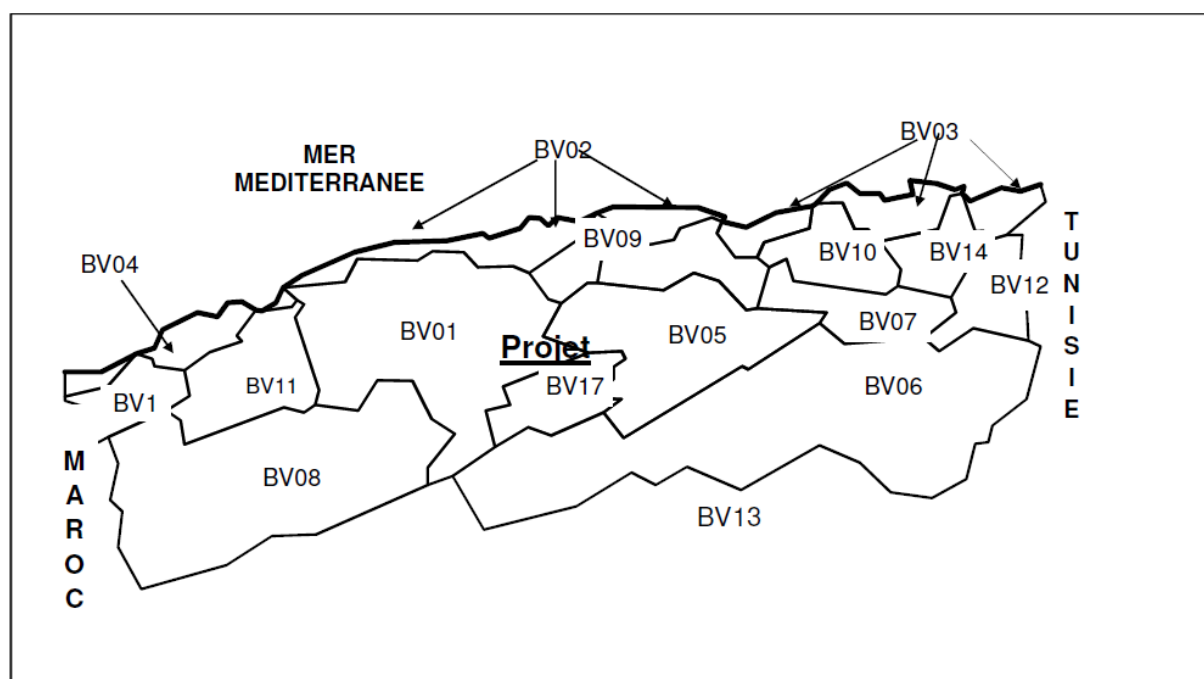 BV03
BV02
MER
MEDITERRANEE
BV04
BV09
BV10
BV14
BV12
BV01
BV07
Projet
BV05
BV17
BV11
BV06
BV1
BV08
BV13
M
A
R
O
C
T
U
N
I
S
I
E